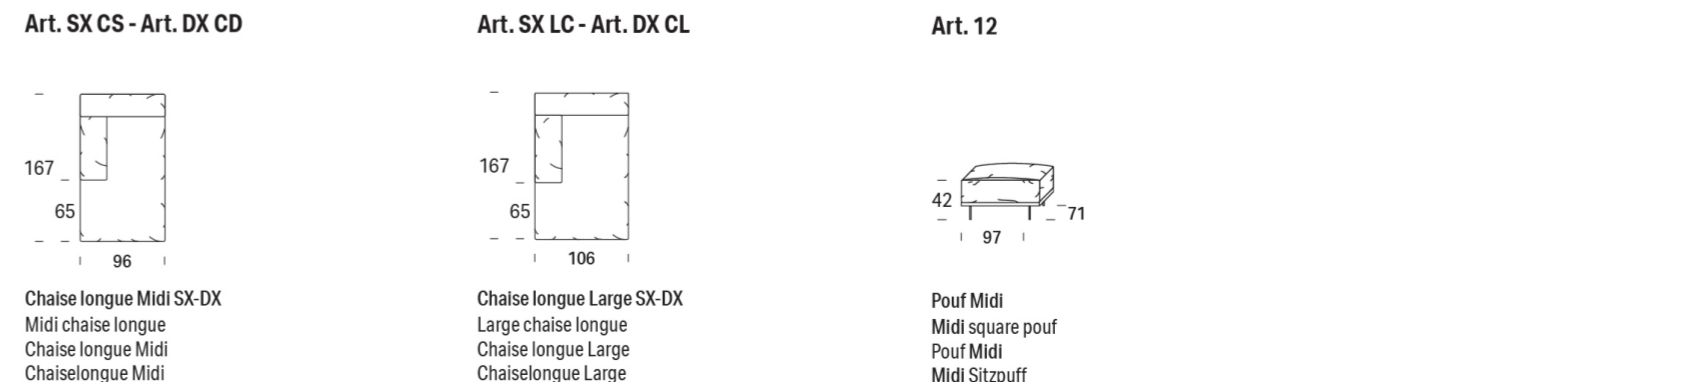 Art. SX CS - Art. DX CD
167
65
96
Chaise longue Midi SX-DX
Midi chaise longue
Chaise longue Midi
Chaiselongue Midi
Art. SX LC - Art. DX CL
167
65
106
Chaise longue Large SX-DX
Large chaise longue
Chaise longue Large
Chaiselongue Large
Art. 12
42
71
97
Pouf Midi
Midi square pouf
Pouf Midi
Midi Sitzpuff